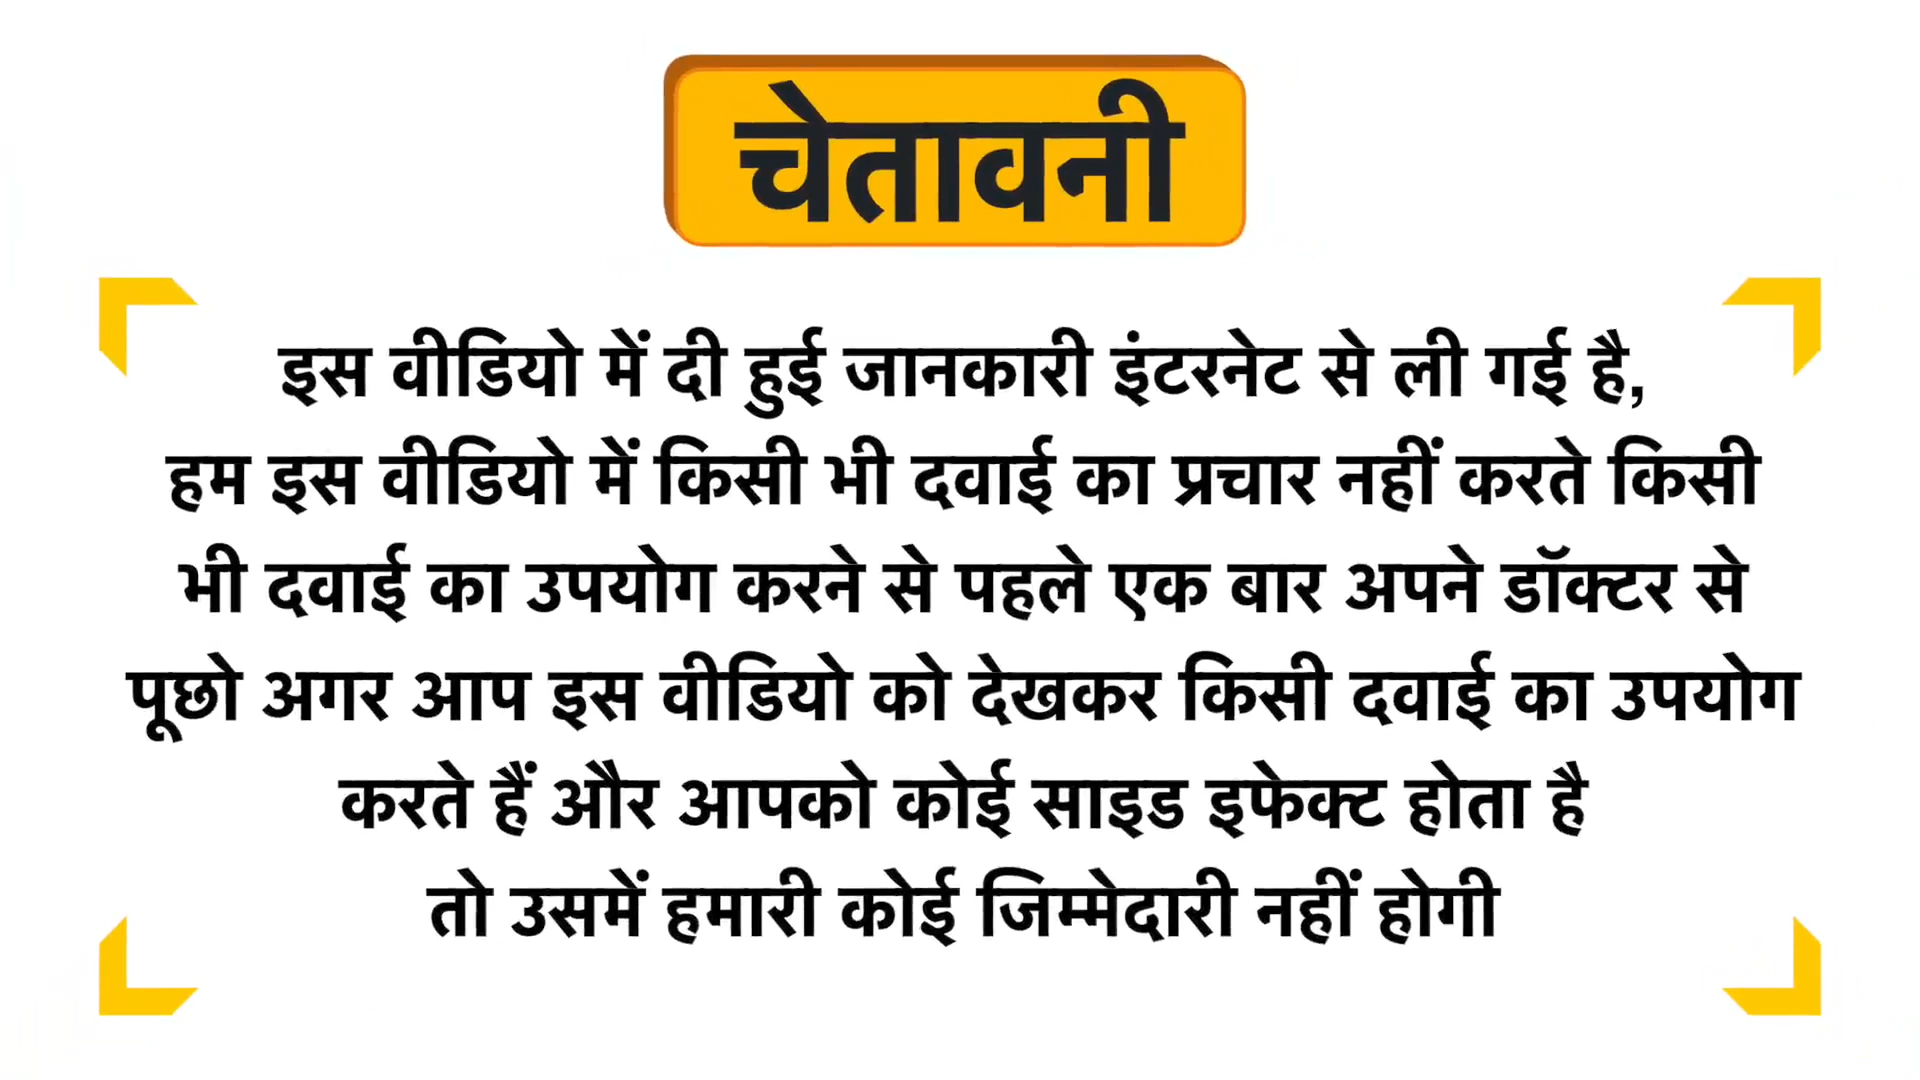 चेतावनी
इस वीडियो में दी हुई जानकारी इंटरनेट से ली गई है,
हम इस वीडियो में किसी भी दवाई का प्रचार नहीं करते किसी
भी दवाई का उपयोग करने से पहले एक बार अपने डॉक्टर से
पूछो अगर आप इस वीडियो को देखकर किसी दवाई का उपयोग
करते हैं और आपको कोई साइड इफेक्ट होता है
तो उसमें हमारी कोई जिम्मेदारी नहीं होगी